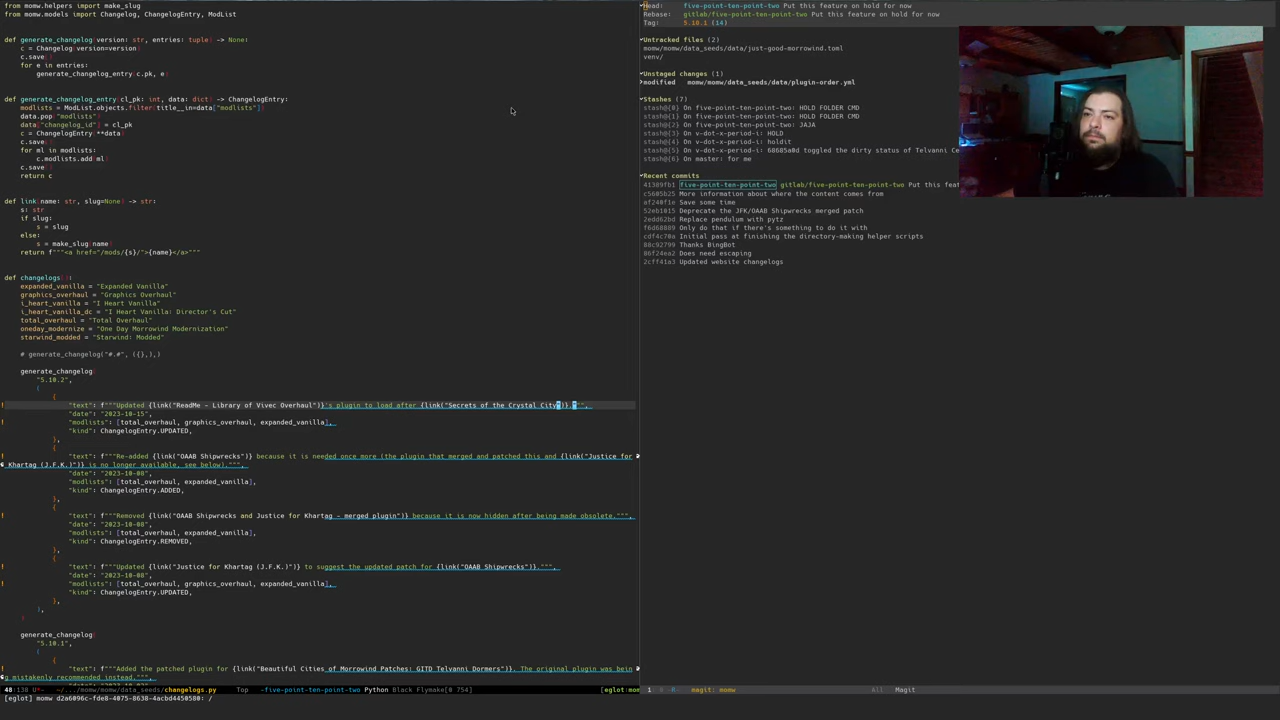 from momw.helpers import make_slug
from momw.models import Changelog, ChangelogEntry, ModList
def generate_changelog(version: str, entries: tuple) -> None:
c = Changelog(version=version)
c.save()
for e in entries:
generate_changelog_entry(c.pk, e)
def generate_changelog_entry(cl_pk: int, data: dict) -> ChangelogEntry:
modlists = ModList.objects.filter(title__in=data["modlists"])
data.pop("modlists")
data["changelog_id"] = cl_pk
c = ChangelogEntry(**data)
c.save()
for ml in modlists:
c.modlists.add(ml)
c.save()
return c
def link(name: str, slug=None) -> str:
s: str
if slug:
s = slug
else:
s = make_slug(name)
return f"""<a href="/mods/{s}/">{name}</a>"""
def changelogs():
expanded_vanilla = "Expanded Vanilla"
graphics_overhaul = "Graphics Overhaul"
i_heart_vanilla = "I Heart Vanilla"
i_heart_vanilla_dc = "I Heart Vanilla: Director's Cut"
total_overhaul = "Total Overhaul"
oneday_modernize = "One Day Morrowind Modernization"
starwind_modded = "Starwind: Modded"
# generate_changelog("#.#", ({},),)
generate_changelog(
"5.10.2",
(
{
! "text": f"""Updated {link("ReadMe - Library of Vivec Overhaul")}'s plugin to load after {link("Secrets of the Crystal City")}.""",
"date": "2023-10-15",
! "modlists": [total_overhaul, graphics_overhaul, expanded_vanilla],
"kind": ChangelogEntry.UPDATED,
},
{
! "text": f"""Re-added {link("OAAB Shipwrecks")} because it is needed once more (the plugin that merged and patched this and {link("Justice for
Khartag (J.F.K.)")} is no longer available, see below).""",
"date": "2023-10-08",
! "modlists": [total_overhaul, expanded_vanilla],
"kind": ChangelogEntry.ADDED,
},
{
! "text": f"""Removed {link("OAAB Shipwrecks and Justice for Khartag - merged plugin")} because it is now hidden after being made obsolete.""",
"date": "2023-10-08",
! "modlists": [total_overhaul, expanded_vanilla],
"kind": ChangelogEntry.REMOVED,
},
{
! "text": f"""Updated {link("Justice for Khartag (J.F.K.)")} to suggest the updated patch for {link("OAAB Shipwrecks")}.""",
"date": "2023-10-08",
! "modlists": [total_overhaul, graphics_overhaul, expanded_vanilla],
"kind": ChangelogEntry.UPDATED,
},
),
)
generate_changelog(
"5.10.1",
(
{
! "text": f"""Added the patched plugin for {link("Beautiful Cities of Morrowind Patches: GITD Telvanni Dormers")}. The original plugin was bein
g mistakenly recommended instead.""",
48:130 U*- ~/.../momw/momw/data_seeds/changelogs.py Top -five-point-ten-point-two Python Black Flymake[0 754] [eglot:mom
[eglot] momw d2a6096c-fde8-4075-8638-4acbd4450580: /
Head: five-point-ten-point-two Put this feature on hold for now
Rebase: gitlab/five-point-ten-point-two Put this feature on hold for now
Tag: 5.10.1 (14)
Untracked files (2)
momw/momw/data_seeds/data/just-good-morrowind.toml
venv/
Unstaged changes (1)
modified momw/momw/data_seeds/data/plugin-order.yml
Stashes (7)
stash@{0} On five-point-ten-point-two: HOLD FOLDER CMD
stash@{1} On five-point-ten-point-two: HOLD FOLDER CMD
stash@{2} On five-point-ten-point-two: JAJA
stash@{3} On v-dot-x-period-i: HOLD
stash@{4} On v-dot-x-period-i: holdit
stash@{5} On v-dot-x-period-i: 68685a0d toggled the dirty status of Telvanni Ce
stash@{6} On master: for me
Recent commits
41389fb1 five-point-ten-point-two gitlab/five-point-ten-point-two Put this feat
c5605b25 More information about where the content comes from
af240f1e Save some time
52eb1015 Deprecate the JFK/OAAB Shipwrecks merged patch
2edd62bd Replace pendulum with pytz
f6d68889 Only do that if there's something to do it with
cdf4c70a Initial pass at finishing the directory-making helper scripts
88c92799 Thanks BingBot
86f24ea2 Does need escaping
2cff41a3 Updated website changelogs
1 -R- magit: momw All Magit